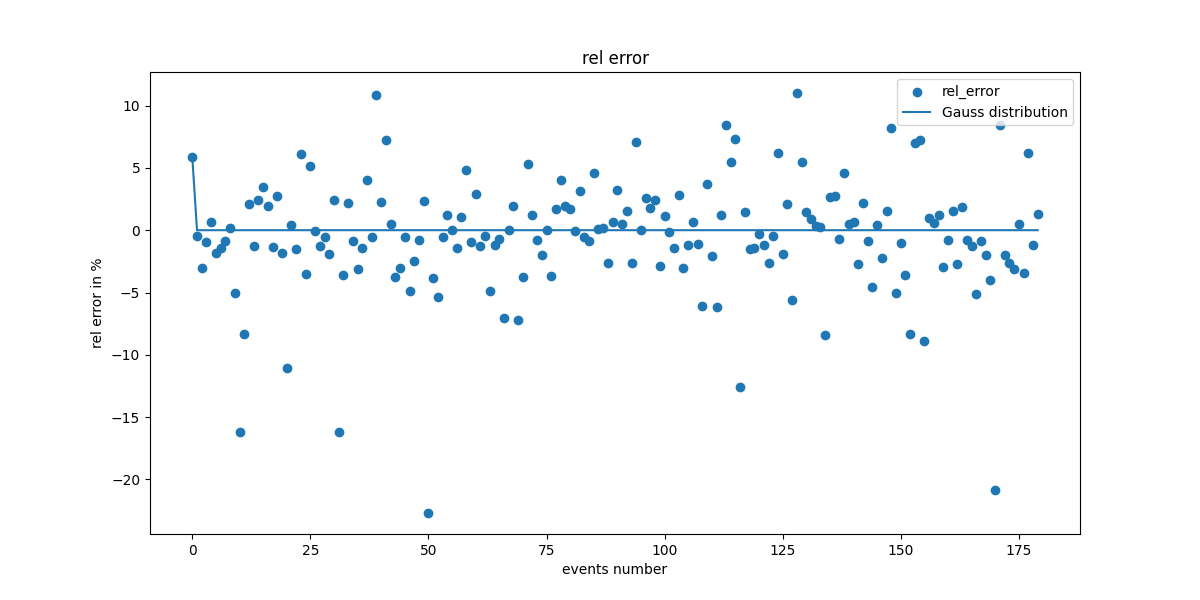 rel error
rel_error
Gauss distribution
10
5
0
−5
−10
−15
−20
rel error in %
0 25 50 75 100 125 150 175
events number